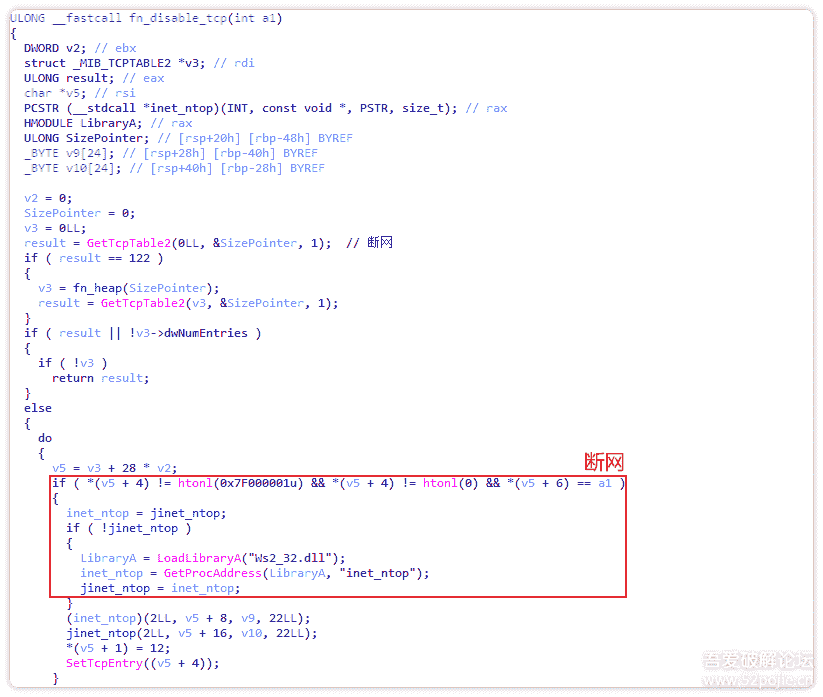 ULONG __fastcall fn_disable_tcp(int a1)
{
DWORD v2; // ebx
struct _MIB_TCPTABLE2 *v3; // rdi
ULONG result; // eax
char *v5; // rsi
PCSTR (__stdcall *inet_ntop)(INT, const void *, PSTR, size_t); // rax
HMODULE LibraryA; // rax
ULONG SizePointer; // [rsp+20h] [rbp-48h] BYREF
_BYTE v9[24]; // [rsp+28h] [rbp-40h] BYREF
_BYTE v10[24]; // [rsp+40h] [rbp-28h] BYREF
v2 = 0;
SizePointer = 0;
v3 = 0LL;
result = GetTcpTable2(0LL, &SizePointer, 1); // 断网
if ( result == 122 )
{
v3 = fn_heap(SizePointer);
result = GetTcpTable2(v3, &SizePointer, 1);
}
if ( result || !v3->dwNumEntries )
{
if ( !v3 )
return result;
}
else
{
do
{
断网
v5 = v3 + 28 * v2;
if ( *(v5 + 4) != htonl(0x7F000001u) && *(v5 + 4) != htonl(0) && *(v5 + 6) == a1 )
{
inet_ntop = jinet_ntop;
if ( !jinet_ntop )
{
LibraryA = LoadLibraryA("Ws2_32.dll");
inet_ntop = GetProcAddress(LibraryA, "inet_ntop");
jinet_ntop = inet_ntop;
}
(inet_ntop)(2LL, v5 + 8, v9, 22LL);
jinet_ntop(2LL, v5 + 16, v10, 22LL);
*(v5 + 1) = 12;
SetTcpEntry((v5 + 4));
}
吾爱破解论坛
www.52pojie.cn